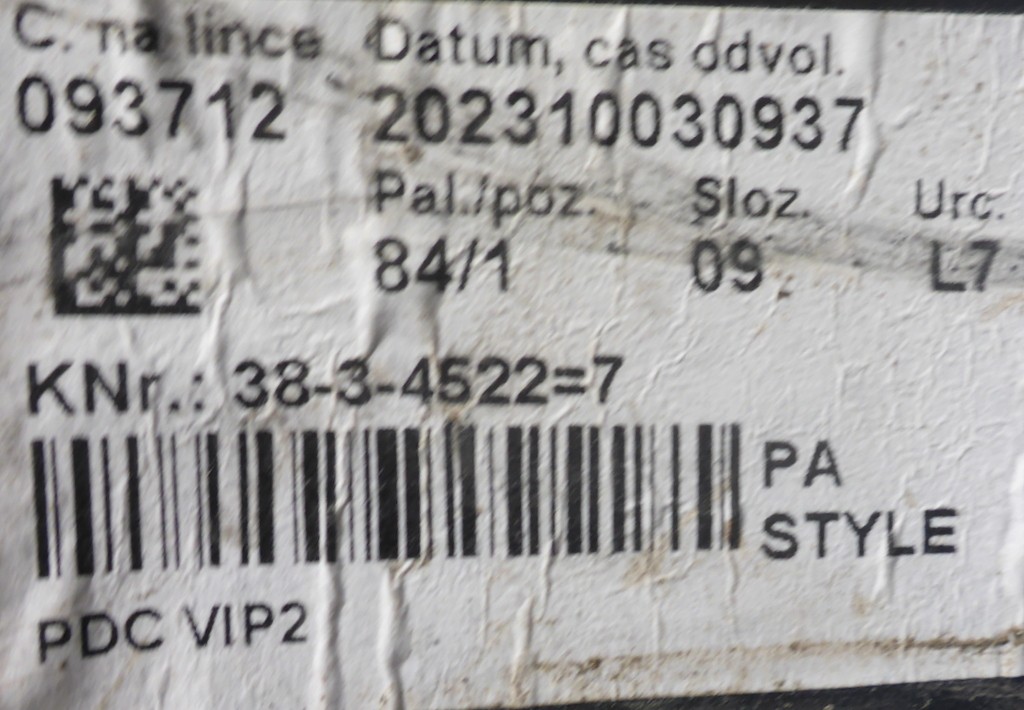 C. na lince Datum, cas odvol.
093712 202310030937
Pal./poz. Sloz. Urc.
84/1 09 L7
KNr.: 38-3-4522=7
PA
STYLE
PDC VIP2